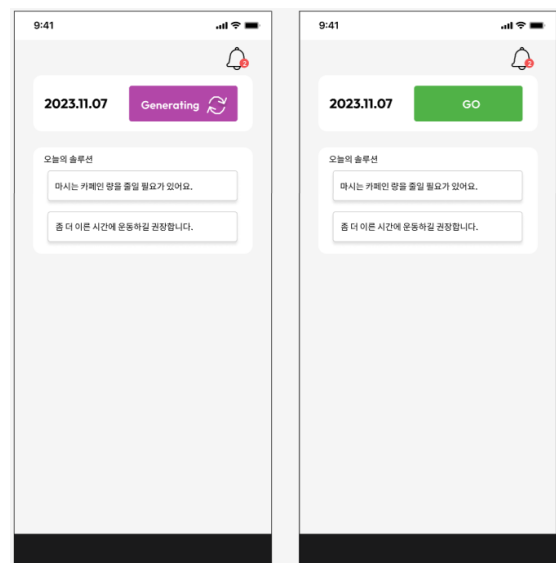 9:41
2
2023.11.07
Generating
오늘의 솔루션
마시는 카페인 량을 줄일 필요가 있어요.
좀 더 이른 시간에 운동하길 권장합니다.
9:41
2
2023.11.07
GO
오늘의 솔루션
마시는 카페인 량을 줄일 필요가 있어요.
좀 더 이른 시간에 운동하길 권장합니다.